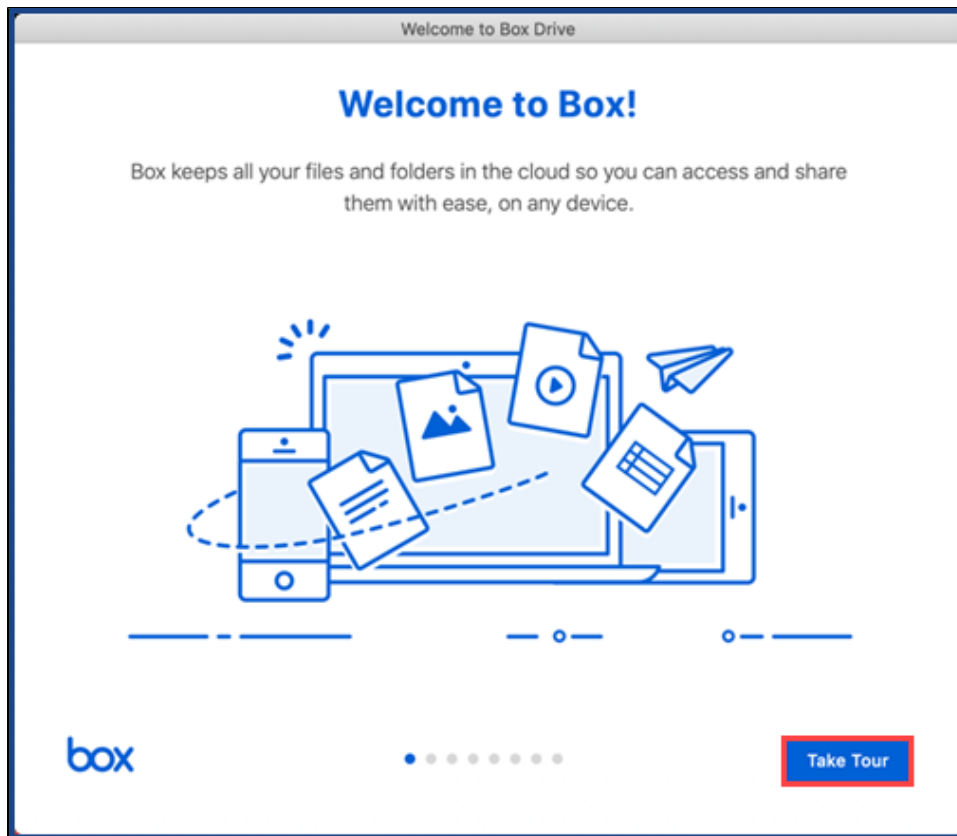 Welcome to Box Drive
Welcome to Box!
Box keeps all your files and folders in the cloud so you can access and share
them with ease, on any device.
box
Take Tour